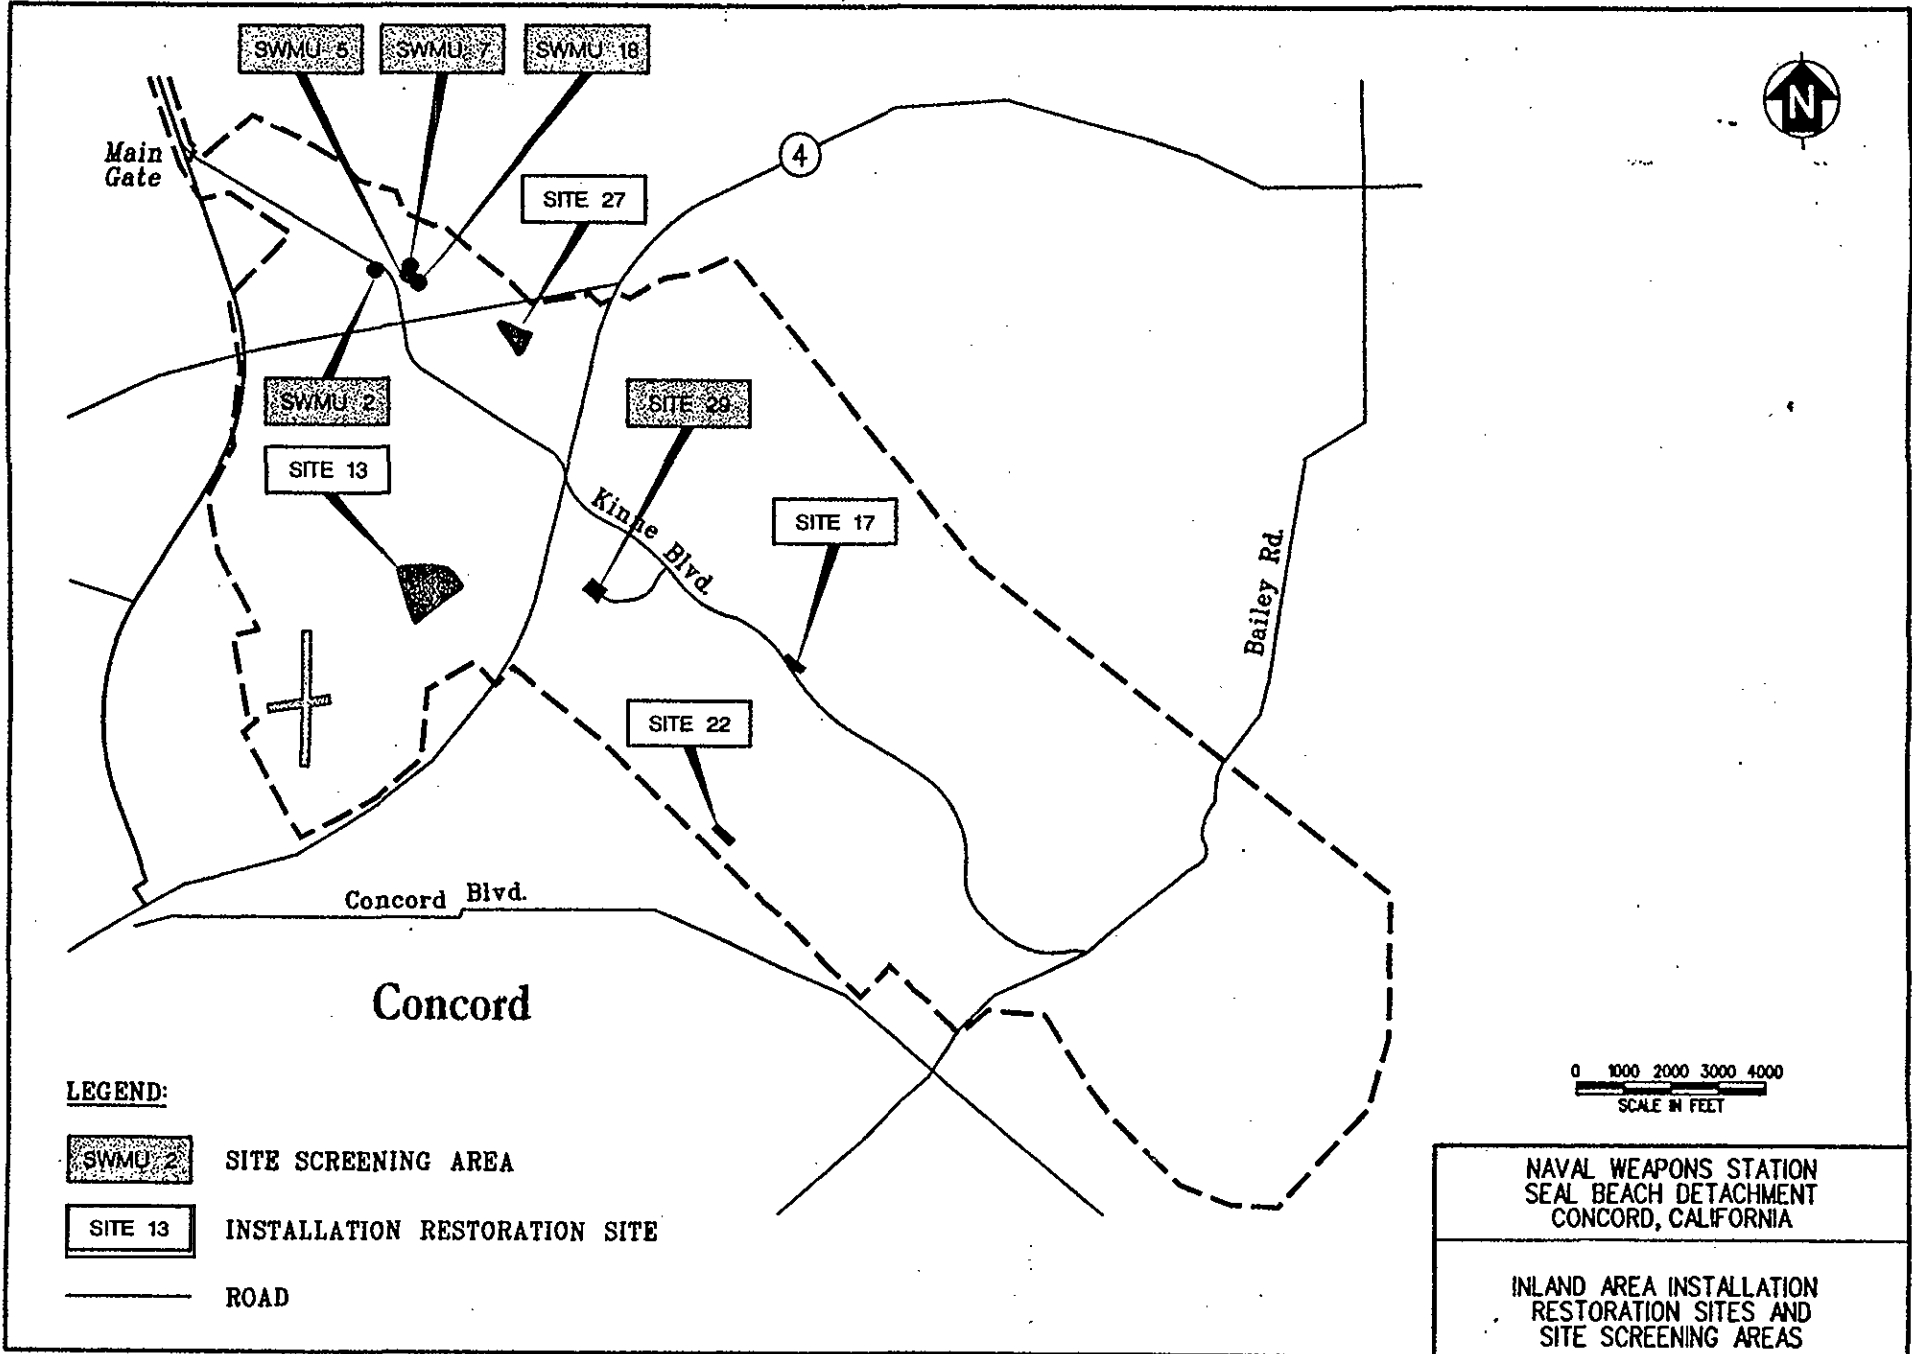 SWMU 5
SWMU 7
SWMU 18
N
Main
Gate
4
SITE 27
SWMU 2
SITE 29
SITE 13
Kinne Blvd.
SITE 17
Bailey Rd.
SITE 22
Concord Blvd.
Concord
0 1000 2000 3000 4000
SCALE IN FEET
LEGEND:
SWMU 2 SITE SCREENING AREA
SITE 13 INSTALLATION RESTORATION SITE
ROAD
NAVAL WEAPONS STATION
SEAL BEACH DETACHMENT
CONCORD, CALIFORNIA
INLAND AREA INSTALLATION
RESTORATION SITES AND
SITE SCREENING AREAS